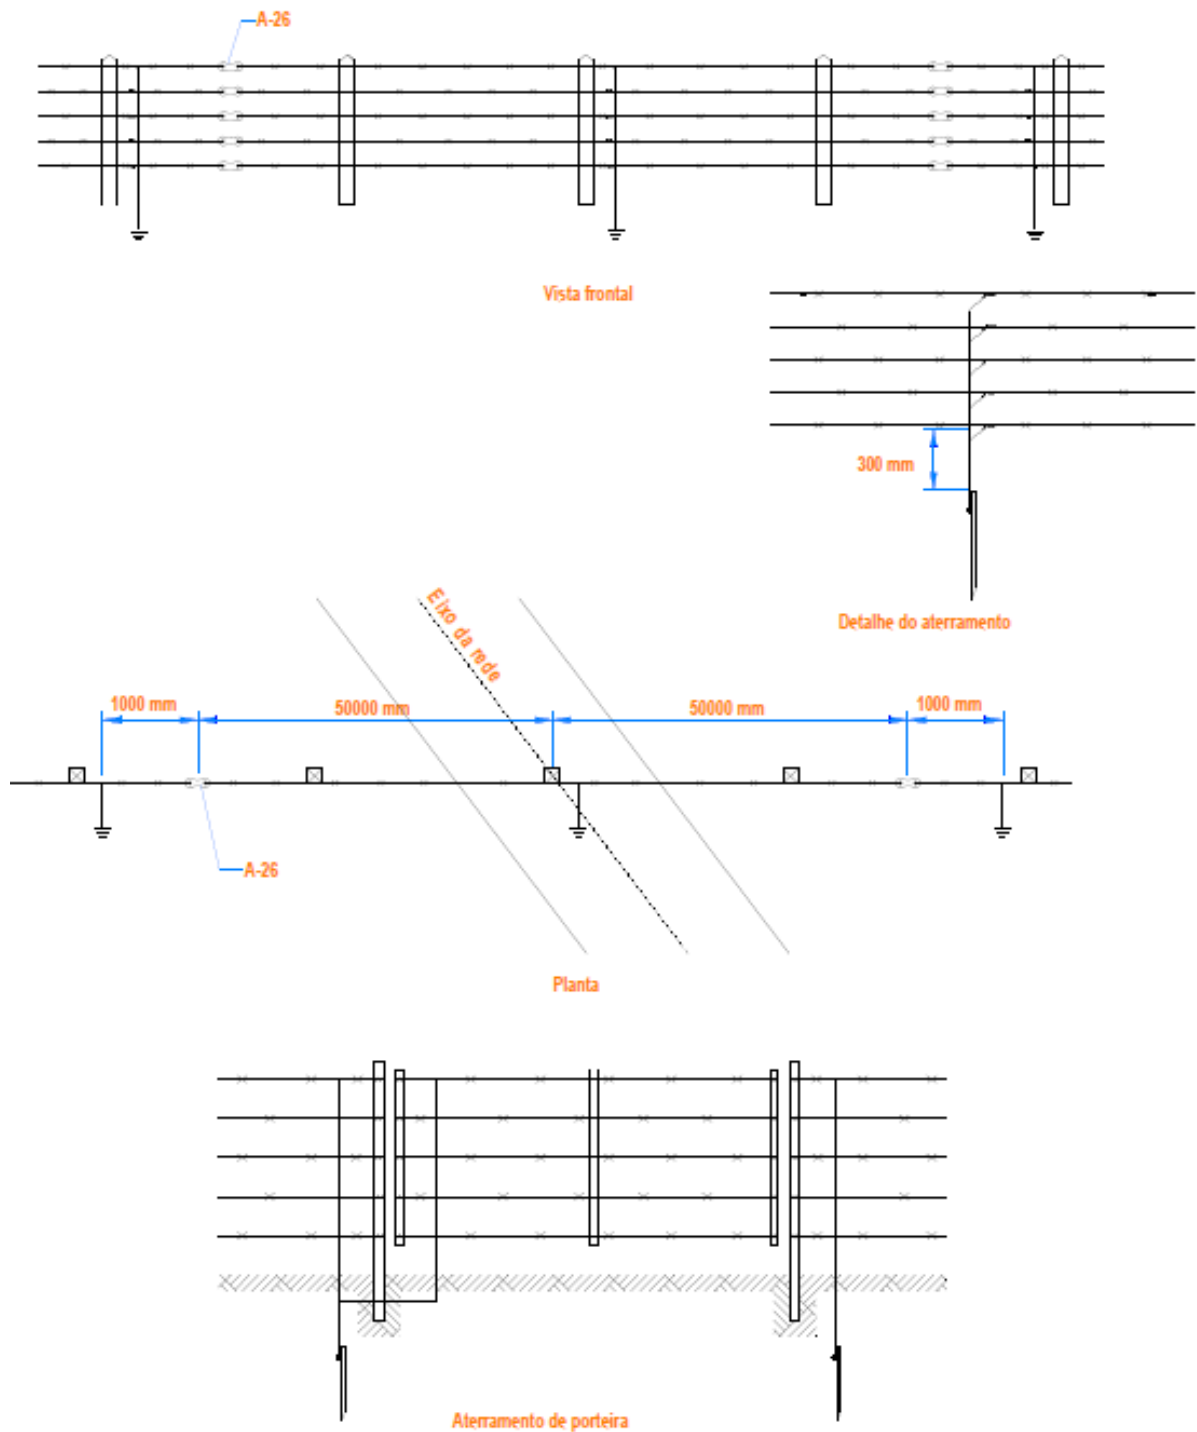 A-26
Vista frontal
300 mm
Detalhe do aterramento
Eixo da rede
1000 mm
50000 mm
50000 mm
1000 mm
A-26
Planta
Aterramento de porteira